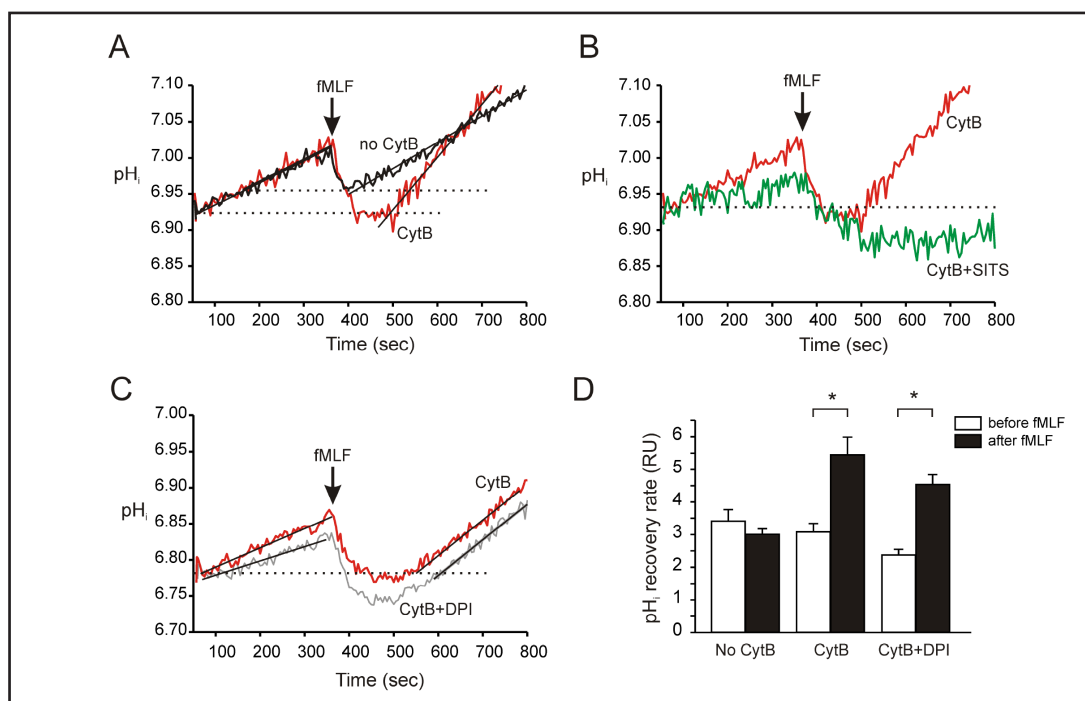 A
fMLF
7.10
7.05
7.00
6.95
6.90
6.85
6.80
pHi
no CytB
CytB
100 200 300 400 500 600 700 800
Time (sec)
B
fMLF
7.10
7.05
7.00
6.95
6.90
6.85
6.80
pHi
CytB
CytB+SITS
100 200 300 400 500 600 700 800
Time (sec)
C
fMLF
7.00
6.95
6.90
6.85
6.80
6.75
6.70
pHi
CytB
CytB+DPI
100 200 300 400 500 600 700 800
Time (sec)
D
* *
before fMLF
after fMLF
6
5
5
4
3
2
2
1
0
pHi recovery rate (RU)
No CytB CytB CytB+DPI